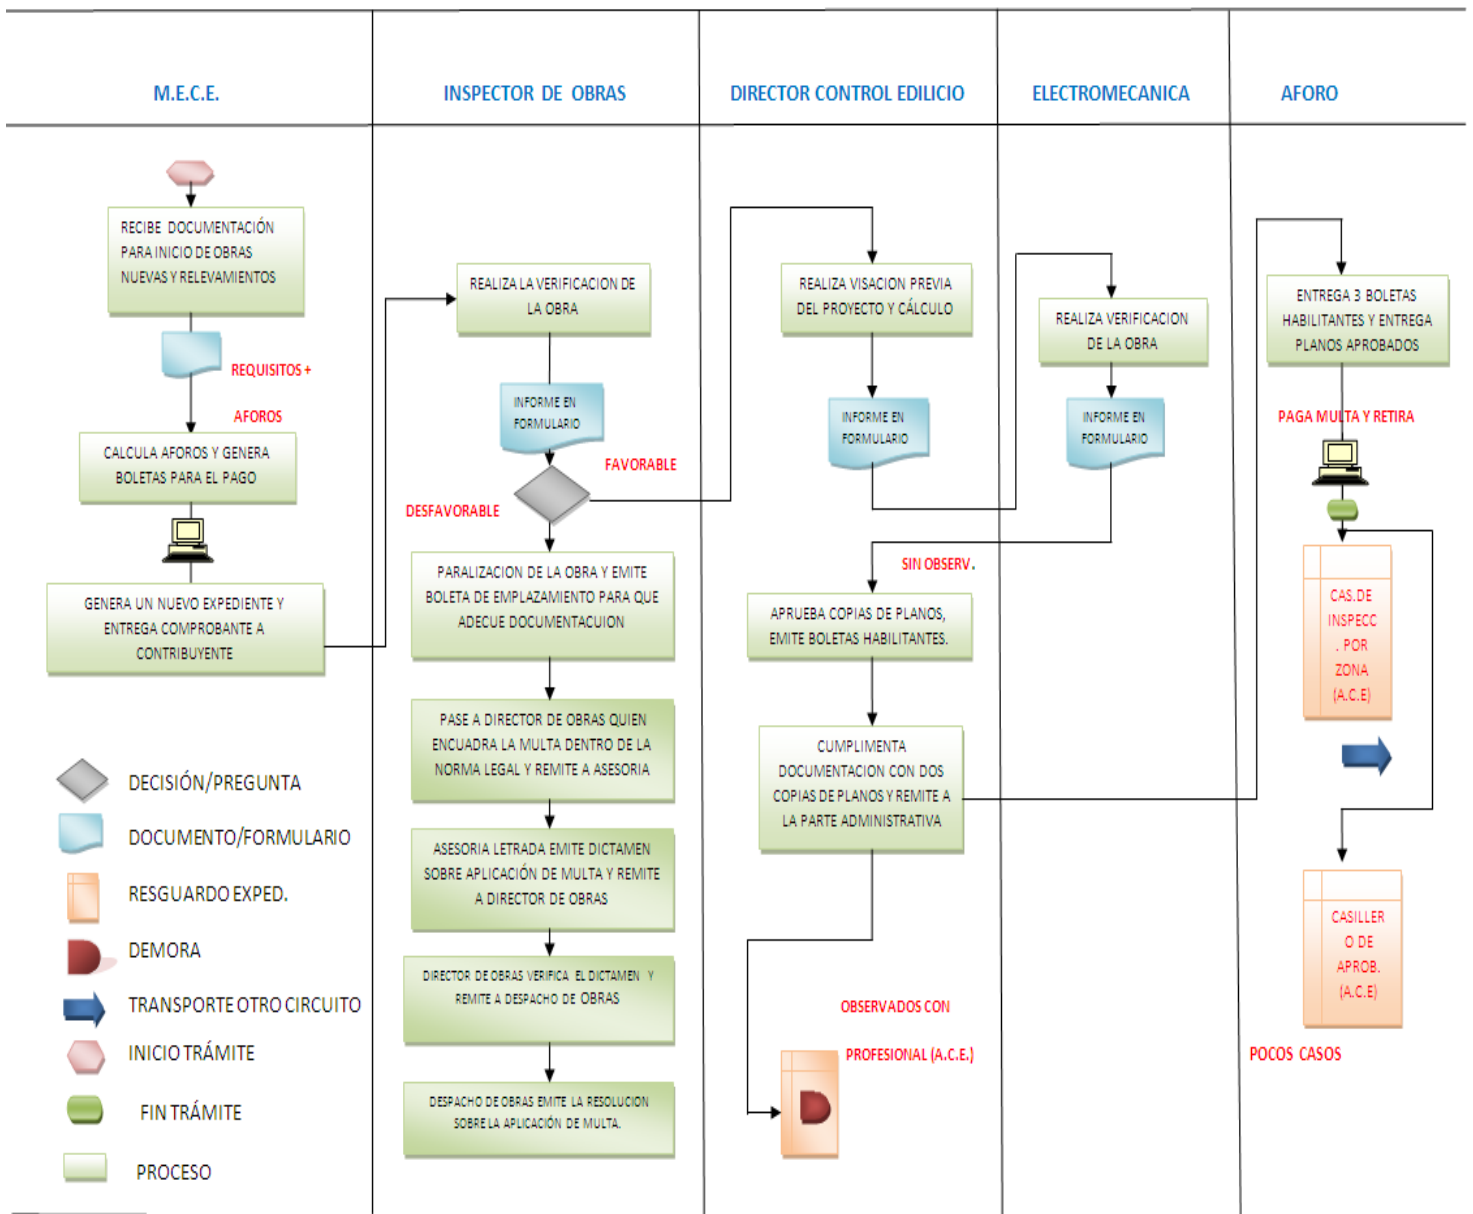 M.E.C.E.
INSPECTOR DE OBRAS
DIRECTOR CONTROL EDILICIO
ELECTROMECANICA
AFORO
RECIBE DOCUMENTACIÓN
PARA INICIO DE OBRAS
NUEVAS Y RELEVAMIENTOS
REQUISITOS +
AFOROS
CALCULA AFOROS Y GENERA
BOLETAS PARA EL PAGO
GENERA UN NUEVO EXPEDIENTE Y
ENTREGA COMPROBANTE A
CONTRIBUYENTE
DECISIÓN/PREGUNTA
DOCUMENTO/FORMULARIO
RESGUARDO EXPED.
DEMORA
TRANSPORTE OTRO CIRCUITO
INICIO TRÁMITE
FIN TRÁMITE
PROCESO
REALIZA LA VERIFICACION DE
LA OBRA
INFORME EN
FORMULARIO
FAVORABLE
DESFAVORABLE
PARALIZACION DE LA OBRA Y EMITE
BOLETA DE EMPLAZAMIENTO PARA QUE
ADECUE DOCUMENTACUION
PASE A DIRECTOR DE OBRAS QUIEN
ENCUADRA LA MULTA DENTRO DE LA
NORMA LEGAL Y REMITE A ASESORIA
ASESORIA LETRADA EMITE DICTAMEN
SOBRE APLICACIÓN DE MULTA Y REMITE
A DIRECTOR DE OBRAS
DIRECTOR DE OBRAS VERIFICA EL DICTAMEN Y
REMITE A DESPACHO DE OBRAS
DESPACHO DE OBRAS EMITE LA RESOLUCION
SOBRE LA APLICACIÓN DE MULTA.
REALIZA VISACION PREVIA
DEL PROYECTO Y CÁLCULO
INFORME EN
FORMULARIO
SIN OBSERV.
APRUEBA COPIAS DE PLANOS,
EMITE BOLETAS HABILITANTES.
CUMPLIMENTA
DOCUMENTACION CON DOS
COPIAS DE PLANOS Y REMITE A
LA PARTE ADMINISTRATIVA
OBSERVADOS CON
PROFESIONAL (A.C.E.)
REALIZA VERIFICACION
DE LA OBRA
INFORME EN
FORMULARIO
ENTREGA 3 BOLETAS
HABILITANTES Y ENTREGA
PLANOS APROBADOS
PAGA MULTA Y RETIRA
CAS.DE
INSPECC
. POR
ZONA
(A.C.E)
CASILLER
O DE
APROB.
(A.C.E)
POCOS CASOS